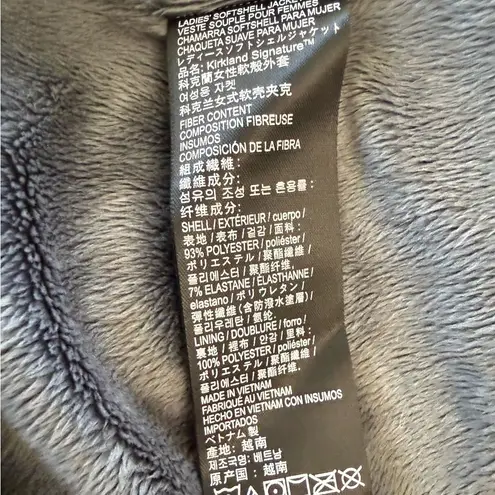 LADIES' SOFTSHELL JACKET
VESTE SOUPLE POUR FEMMES
CHAMARRA SOFTSHELL PARA MUJER
CHAQUETA SUAVE PARA MUJER
レディースソフトシェルジャケット
品名: Kirkland Signature™
科克蘭女性軟殼外套
여성용 자켓
科克兰女式软壳夹克
FIBER CONTENT
COMPOSITION FIBREUSE
INSUMOS
COMPOSICIÓN DE LA FIBRA
組成繊維:
纖維成分:
섬유의 조성 또는 혼용률:
纤维成分:
SHELL / EXTÉRIEUR / cuerpo /
表地 / 表布 / 겉감 / 面料:
93% POLYESTER / poliéster /
ポリエステル / 聚酯纖維 /
폴리에스터 / 聚酯纤维.
7% ELASTANE / ÉLASTHANNE /
elastano / ポリウレタン /
彈性纖維 (含防潑水塗層) /
폴리우레탄 / 氨纶.
LINING / DOUBLURE / forro /
裏地 / 裡布 / 안감 / 里料:
100% POLYESTER / poliéster /
ポリエステル / 聚酯纖維 /
폴리에스터 / 聚酯纤维.
MADE IN VIETNAM
FABRIQUÉ AU VIETNAM
HECHO EN VIETNAM CON INSUMOS
IMPORTADOS
ベトナム製
產地: 越南
제조국명: 베트남
原产国: 越南